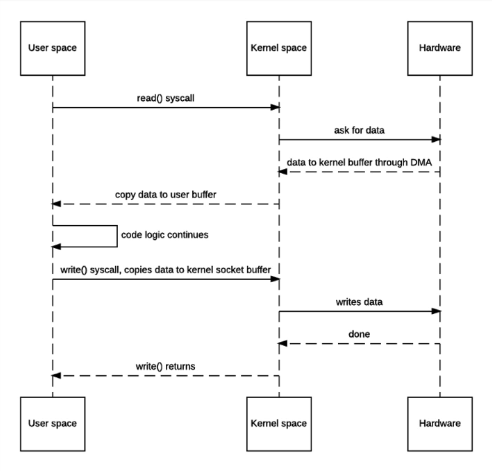 User space
Kernel space
Hardware
read() syscall
ask for data
data to kernel buffer through DMA
copy data to user buffer
code logic continues
write() syscall, copies data to kernel socket buffer
writes data
done
write() returns
User space
Kernel space
Hardware